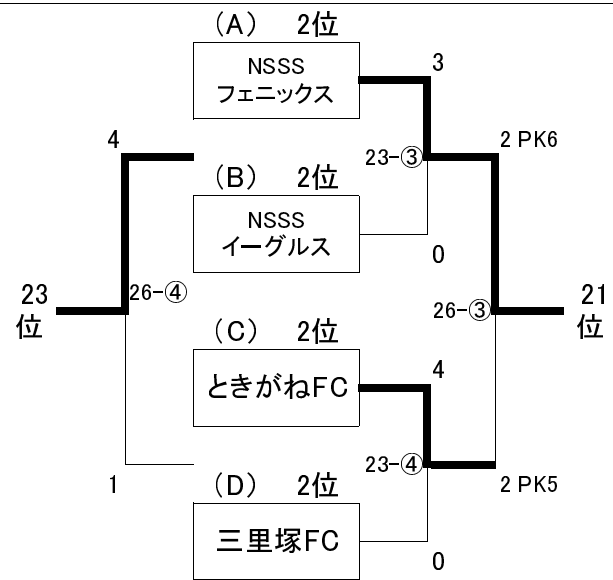 （A） 2位
NSSS
フェニックス
3
4
2 PK6
23-③
（B） 2位
NSSS
イーグルス
0
23
位
26-④
26-③
21
位
（C） 2位
ときがねFC
4
23-④
1
2 PK5
（D） 2位
三里塚FC
0